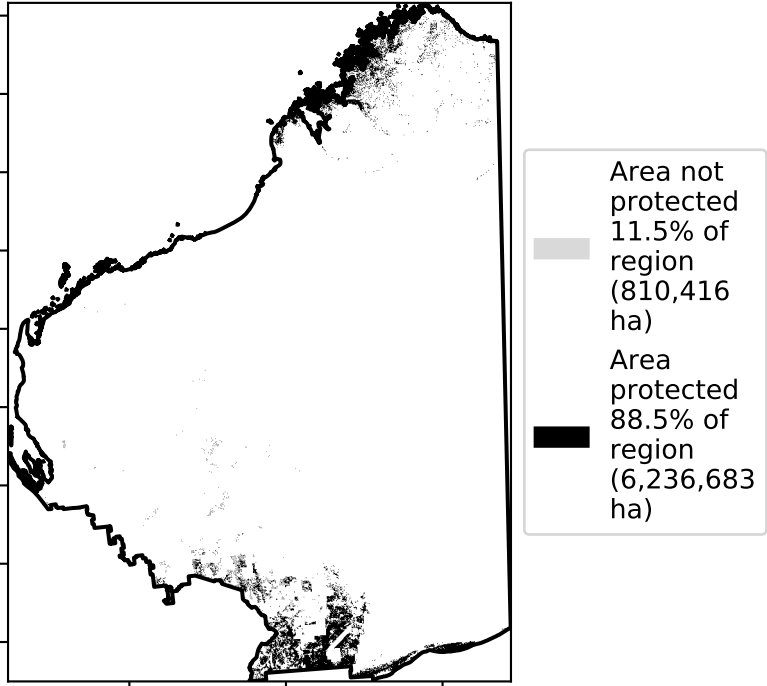 Area not
protected
11.5% of
region
(810,416
ha)
Area
protected
88.5% of
region
(6,236,683
ha)